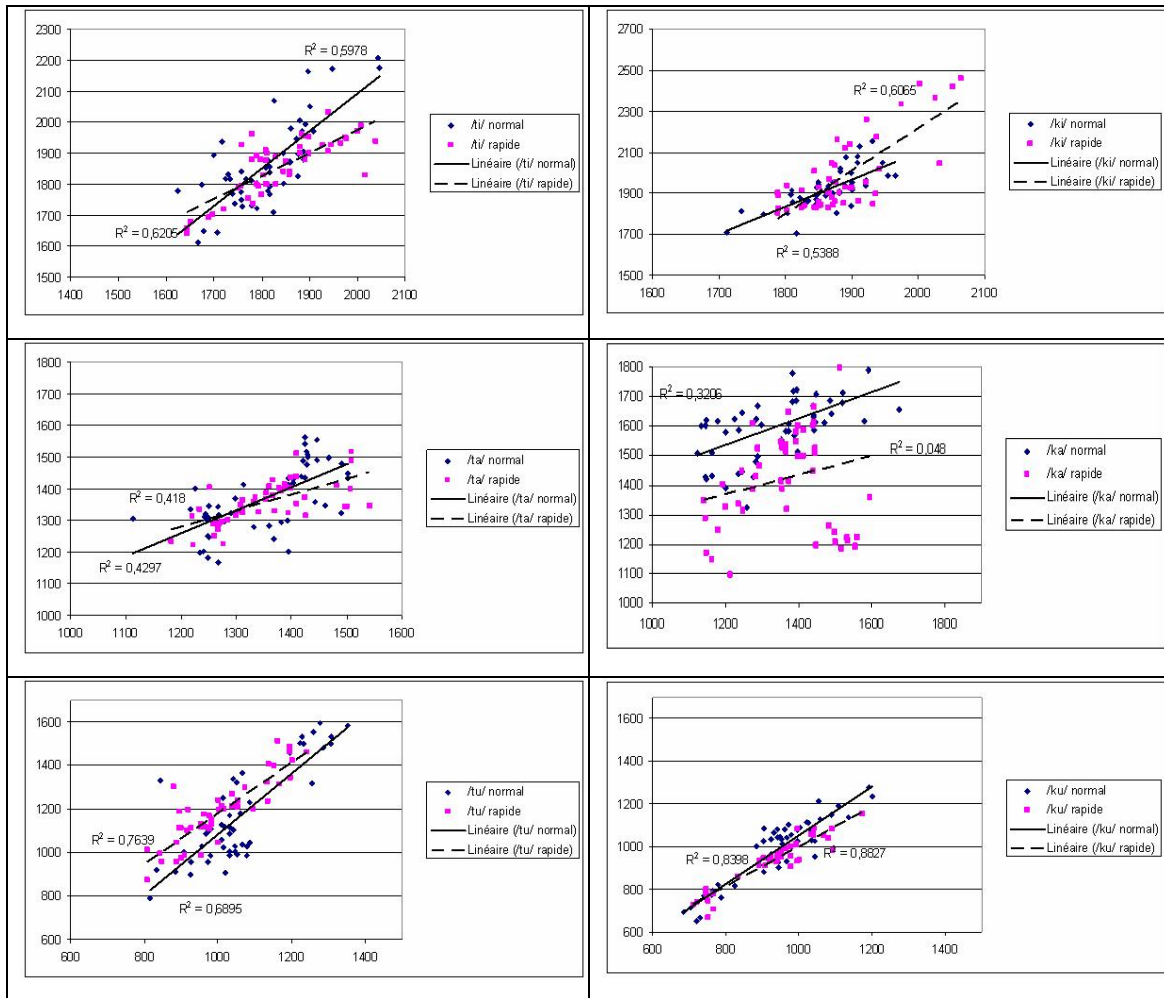 2300
2200
2100
2000
1900
1800
1700
1600
1500
1400 1500 1600 1700 1800 1900 2000 2100
R² = 0,5978
R² = 0,6205
/ti/ normal
/ti/ rapide
Linéaire (/ti/ normal)
Linéaire (/ti/ rapide)
2700
2500
2300
2100
1900
1700
1500
1600 1700 1800 1900 2000 2100
R² = 0,6065
R² = 0,5388
/ki/ normal
/ki/ rapide
Linéaire (/ki/ normal)
Linéaire (/ki/ rapide)
1800
1700
1600
1500
1400
1300
1200
1100
1000
1000 1100 1200 1300 1400 1500 1600
R² = 0,418
R² = 0,4297
/ta/ normal
/ta/ rapide
Linéaire (/ta/ normal)
Linéaire (/ta/ rapide)
1800
1700
1600
1500
1400
1300
1200
1100
1000
1000 1200 1400 1600 1800
R² = 0,3206
R² = 0,048
/ka/ normal
/ka/ rapide
Linéaire (/ka/ normal)
Linéaire (/ka/ rapide)
1600
1400
1200
1000
800
600
600 800 1000 1200 1400
R² = 0,7639
R² = 0,6895
/tu/ normal
/tu/ rapide
Linéaire (/tu/ normal)
Linéaire (/tu/ rapide)
1600
1400
1200
1000
800
600
600 800 1000 1200 1400
R² = 0,8398
R² = 0,8827
/ku/ normal
/ku/ rapide
Linéaire (/ku/ normal)
Linéaire (/ku/ rapide)